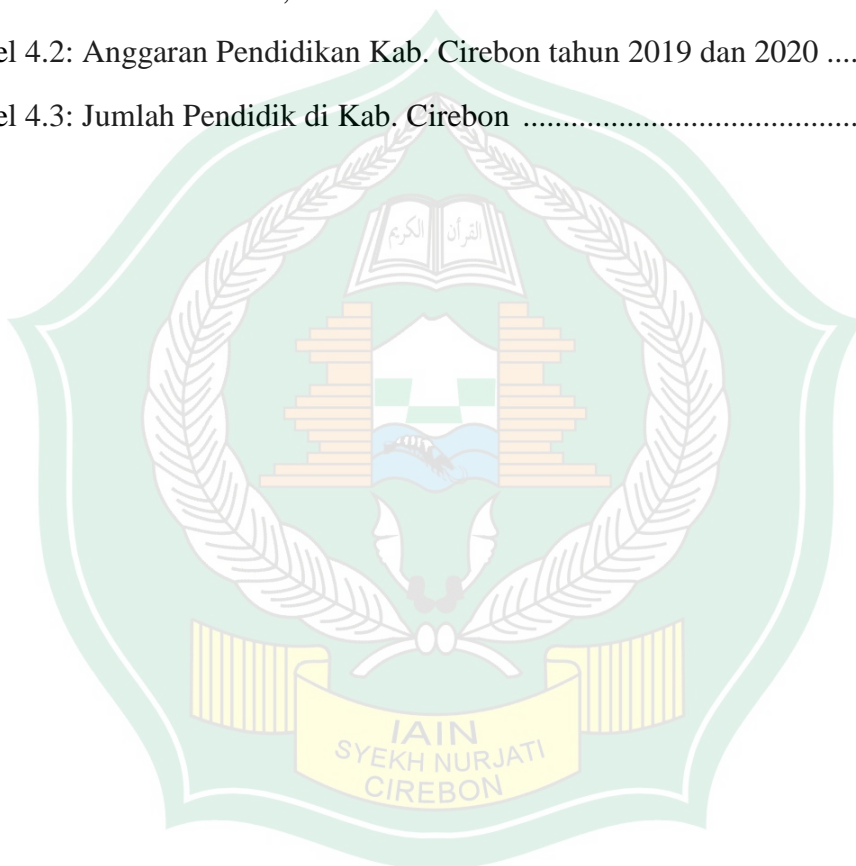 el 4.2: Anggaran Pendidikan Kab. Cirebon tahun 2019 dan 2020 ....
el 4.3: Jumlah Pendidik di Kab. Cirebon ..........................................
القرآن الكريم
IAIN
SYEKH NURJATI
CIREBON